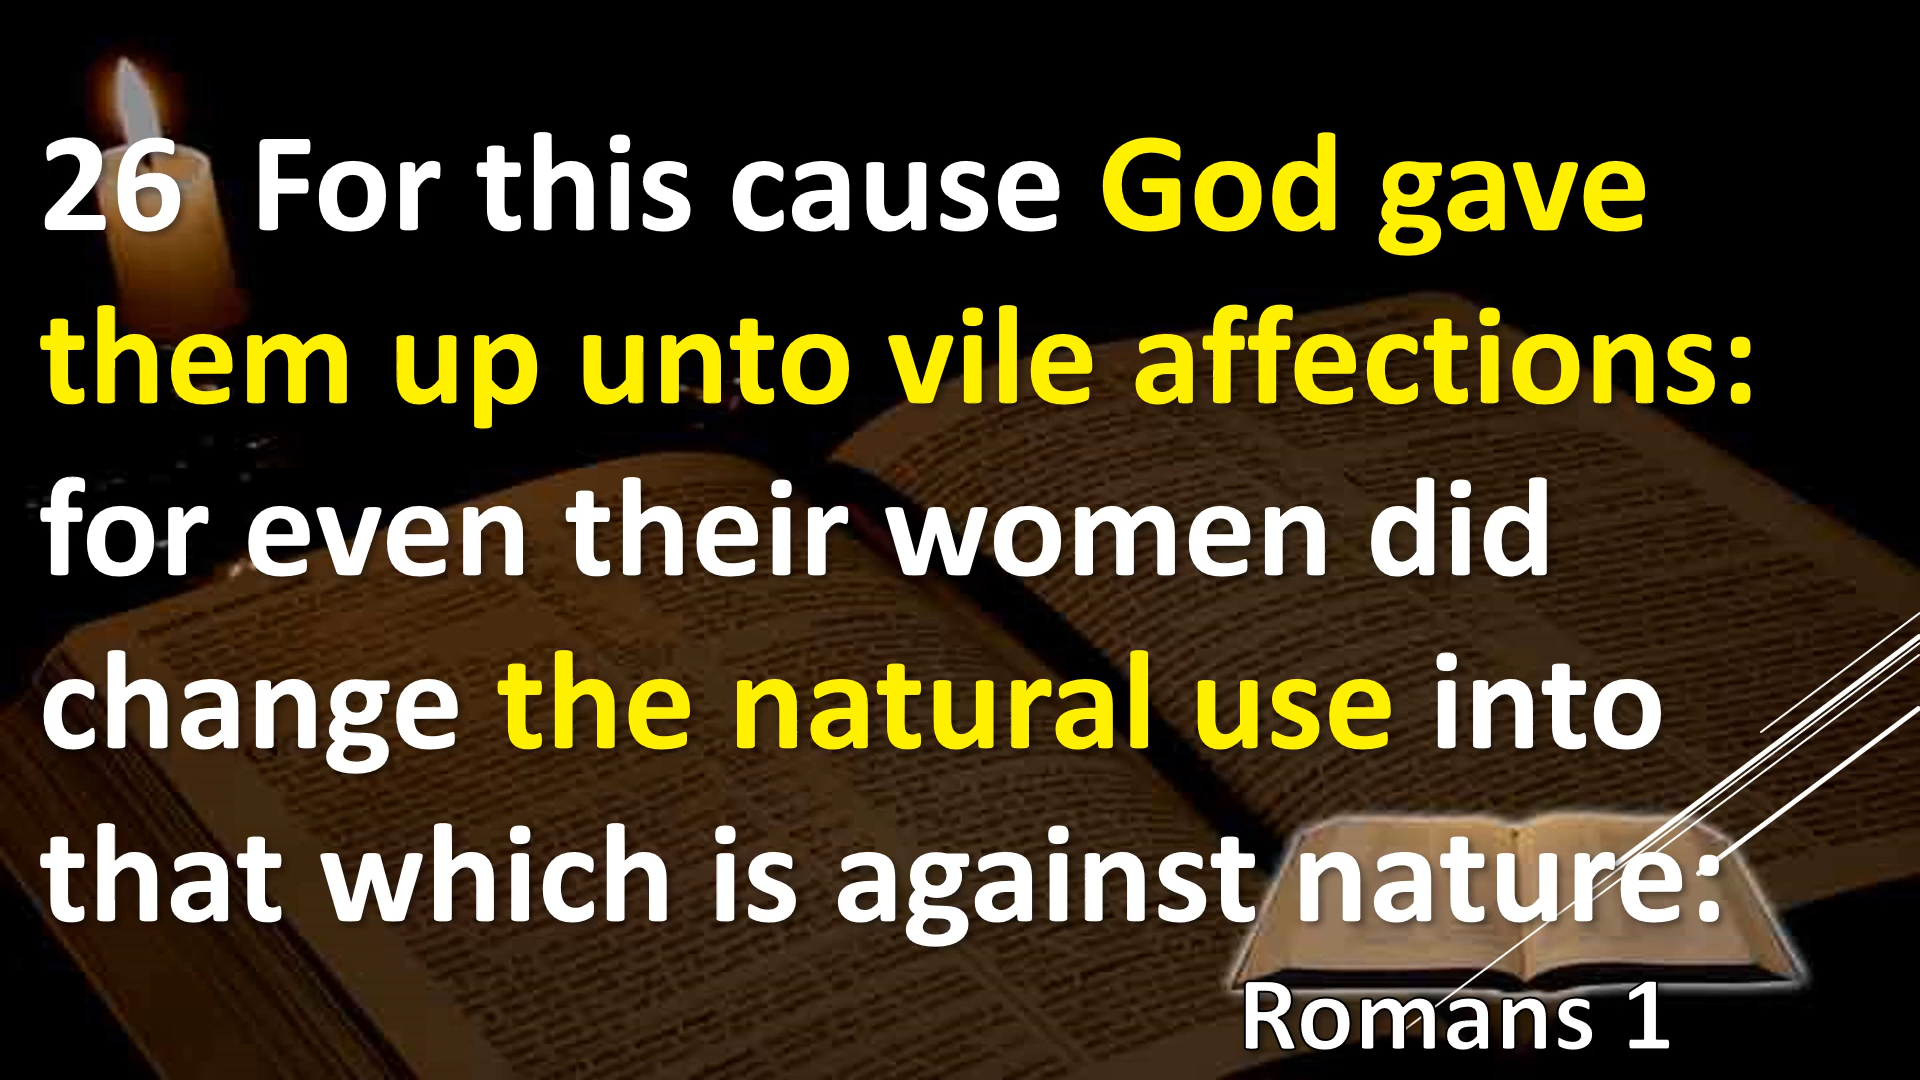 26  For this cause God gave
them up unto vile affections:
for even their women did
change the natural use into
that which is against nature:
Romans 1